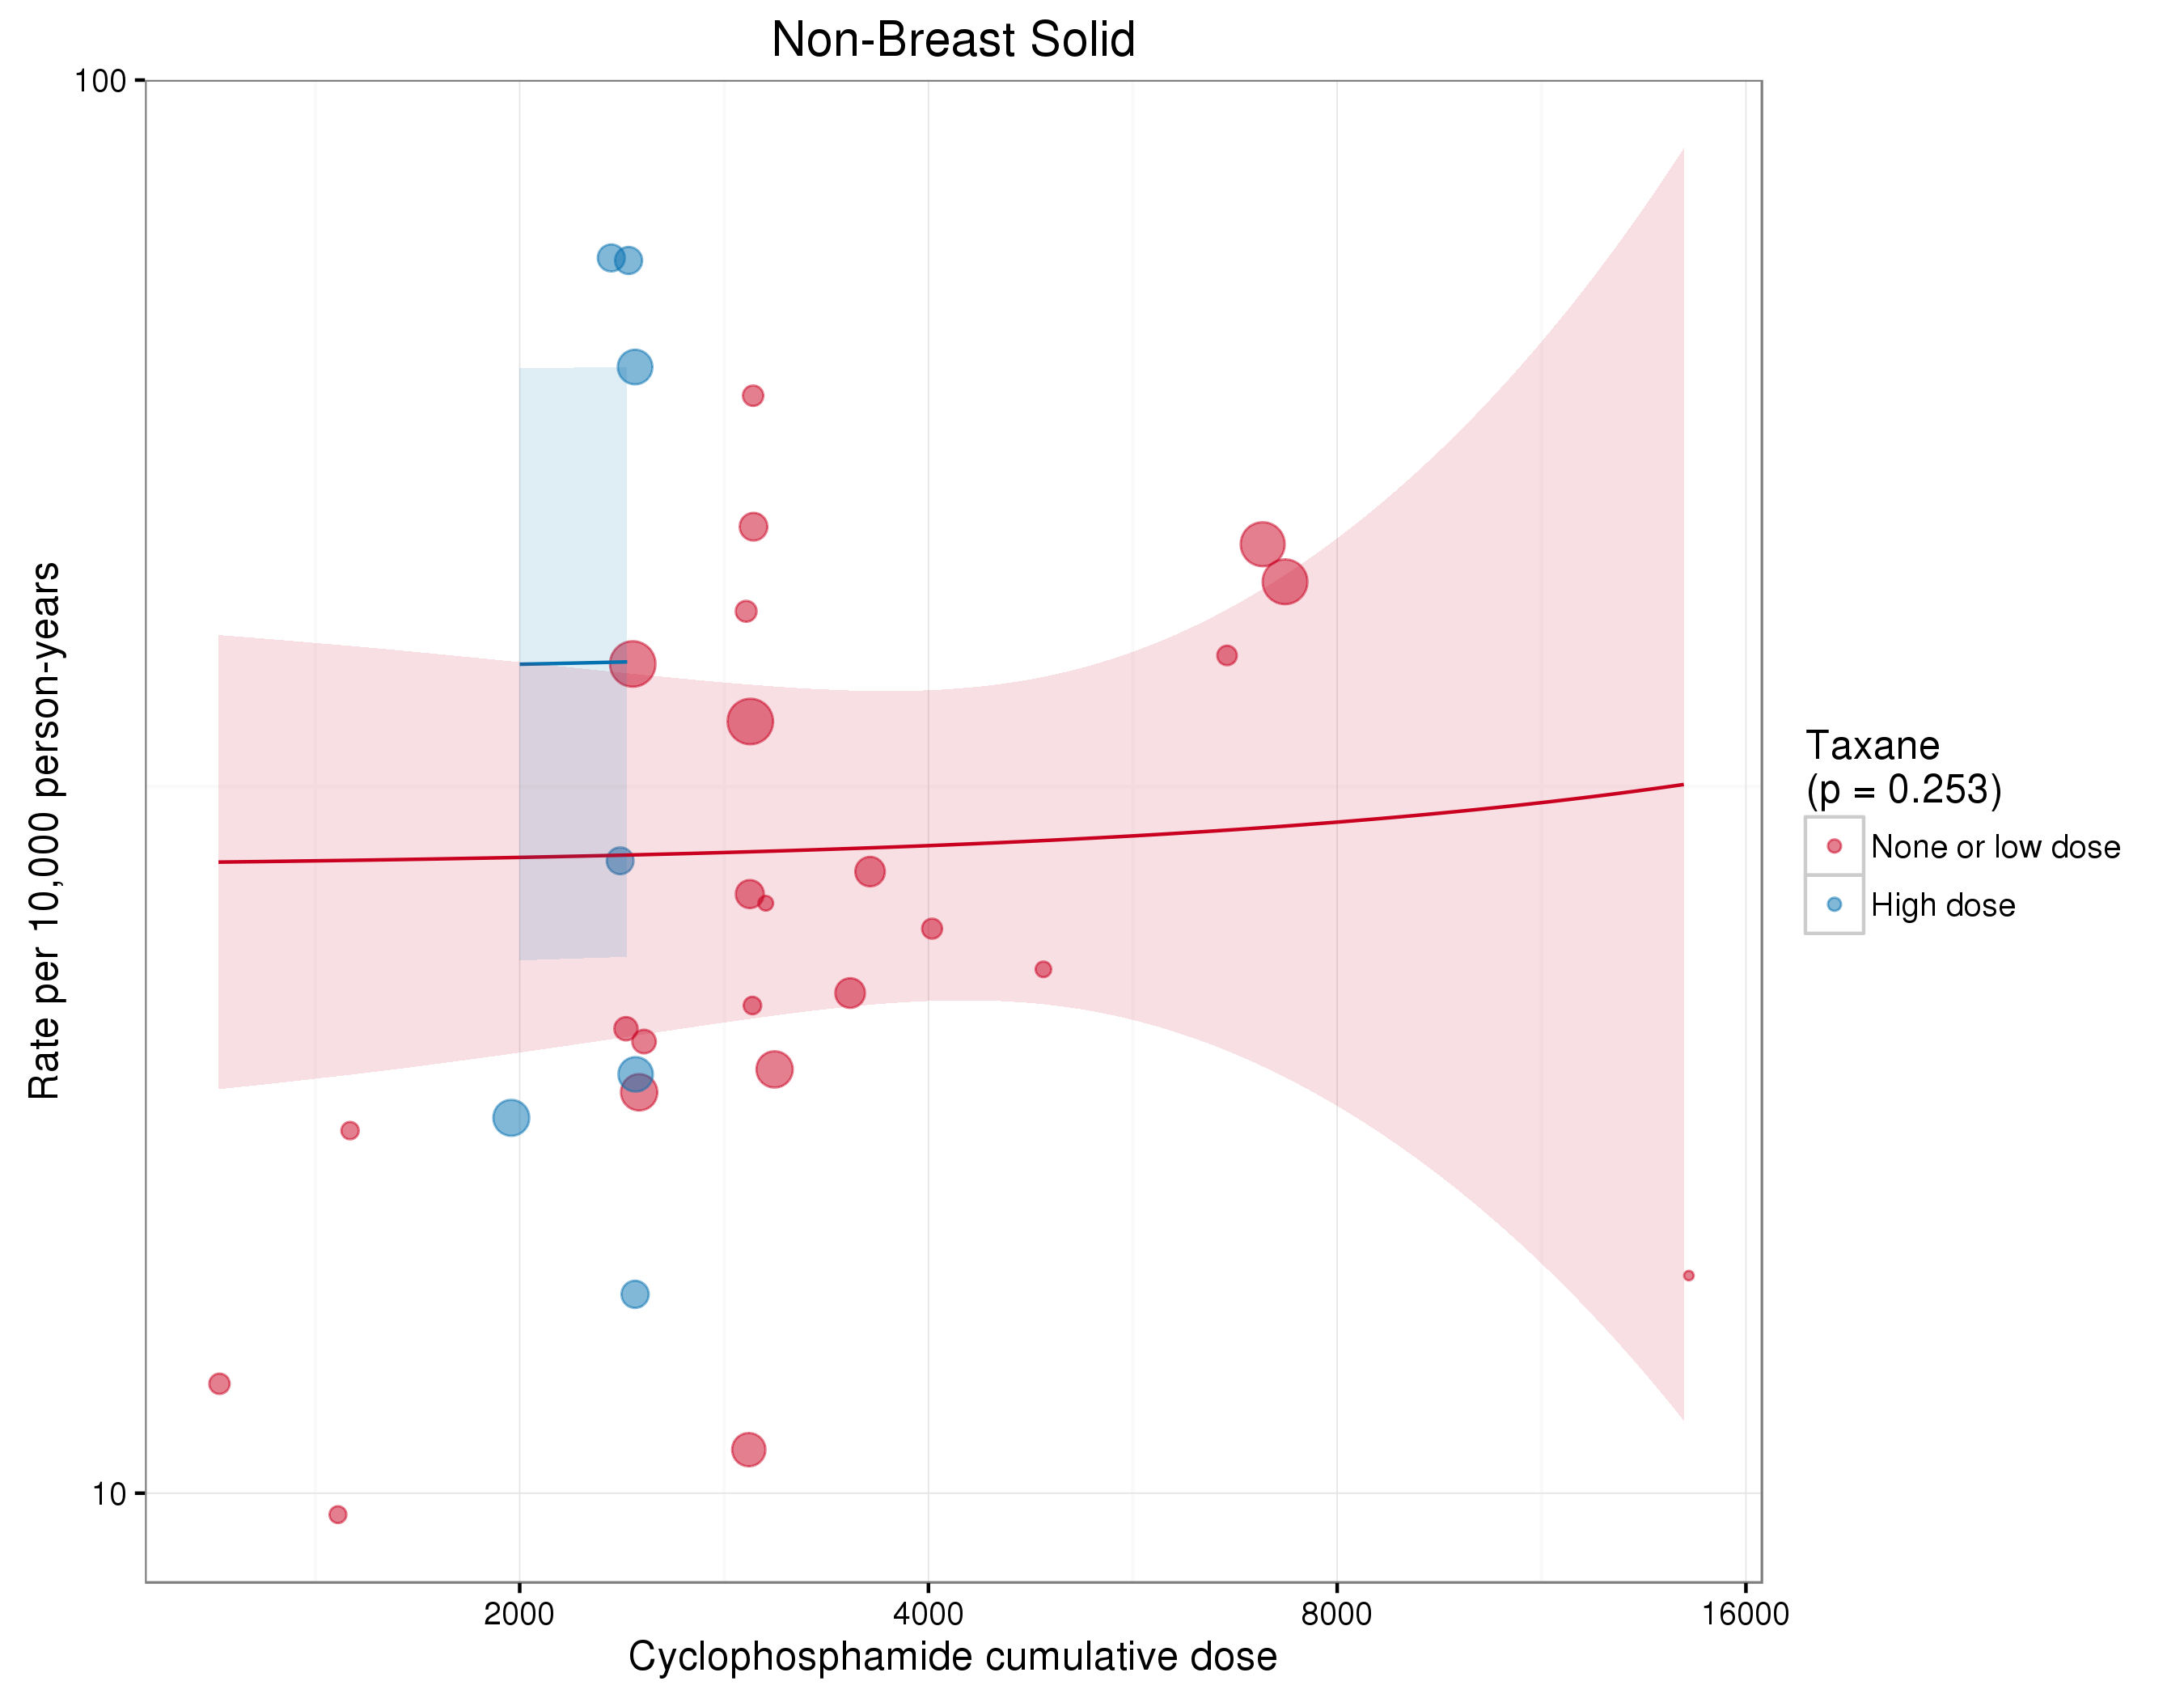 Non-Breast Solid
100
10
Rate per 10,000 person-years
2000
4000
8000
16000
Cyclophosphamide cumulative dose
Taxane
(p = 0.253)
None or low dose
High dose